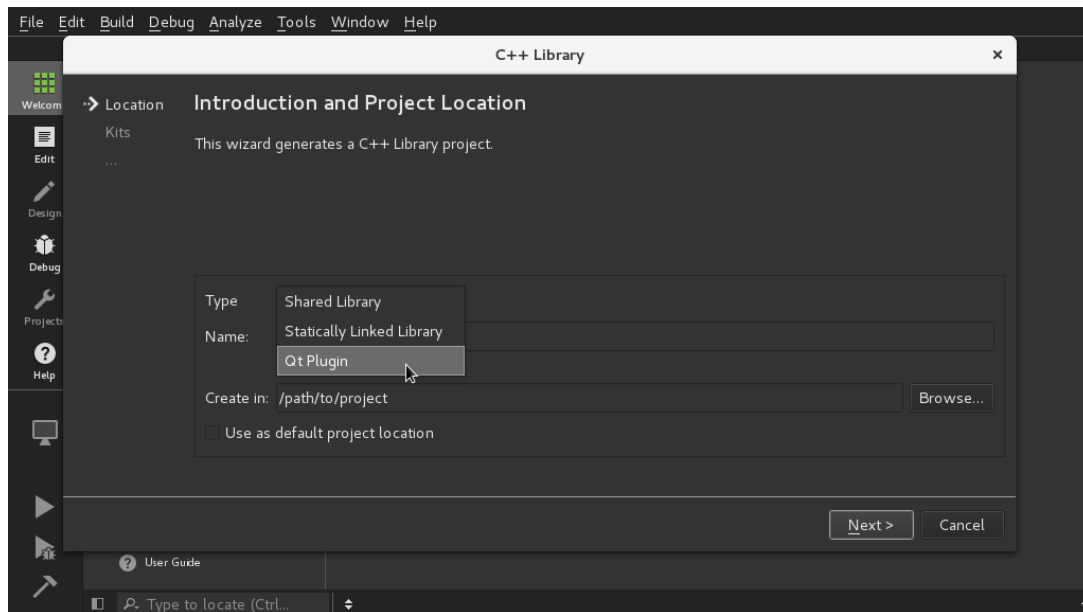 File Edit Build Debug Analyze Tools Window Help
C++ Library
Welcom
Edit
Design
Debug
Projects
Help
Location
Kits
...
Introduction and Project Location
This wizard generates a C++ Library project.
Type
Shared Library
Statically Linked Library
Qt Plugin
Name:
Create in: /path/to/project Browse...
Use as default project location
Next > Cancel
User Guide
Type to locate (Ctrl...